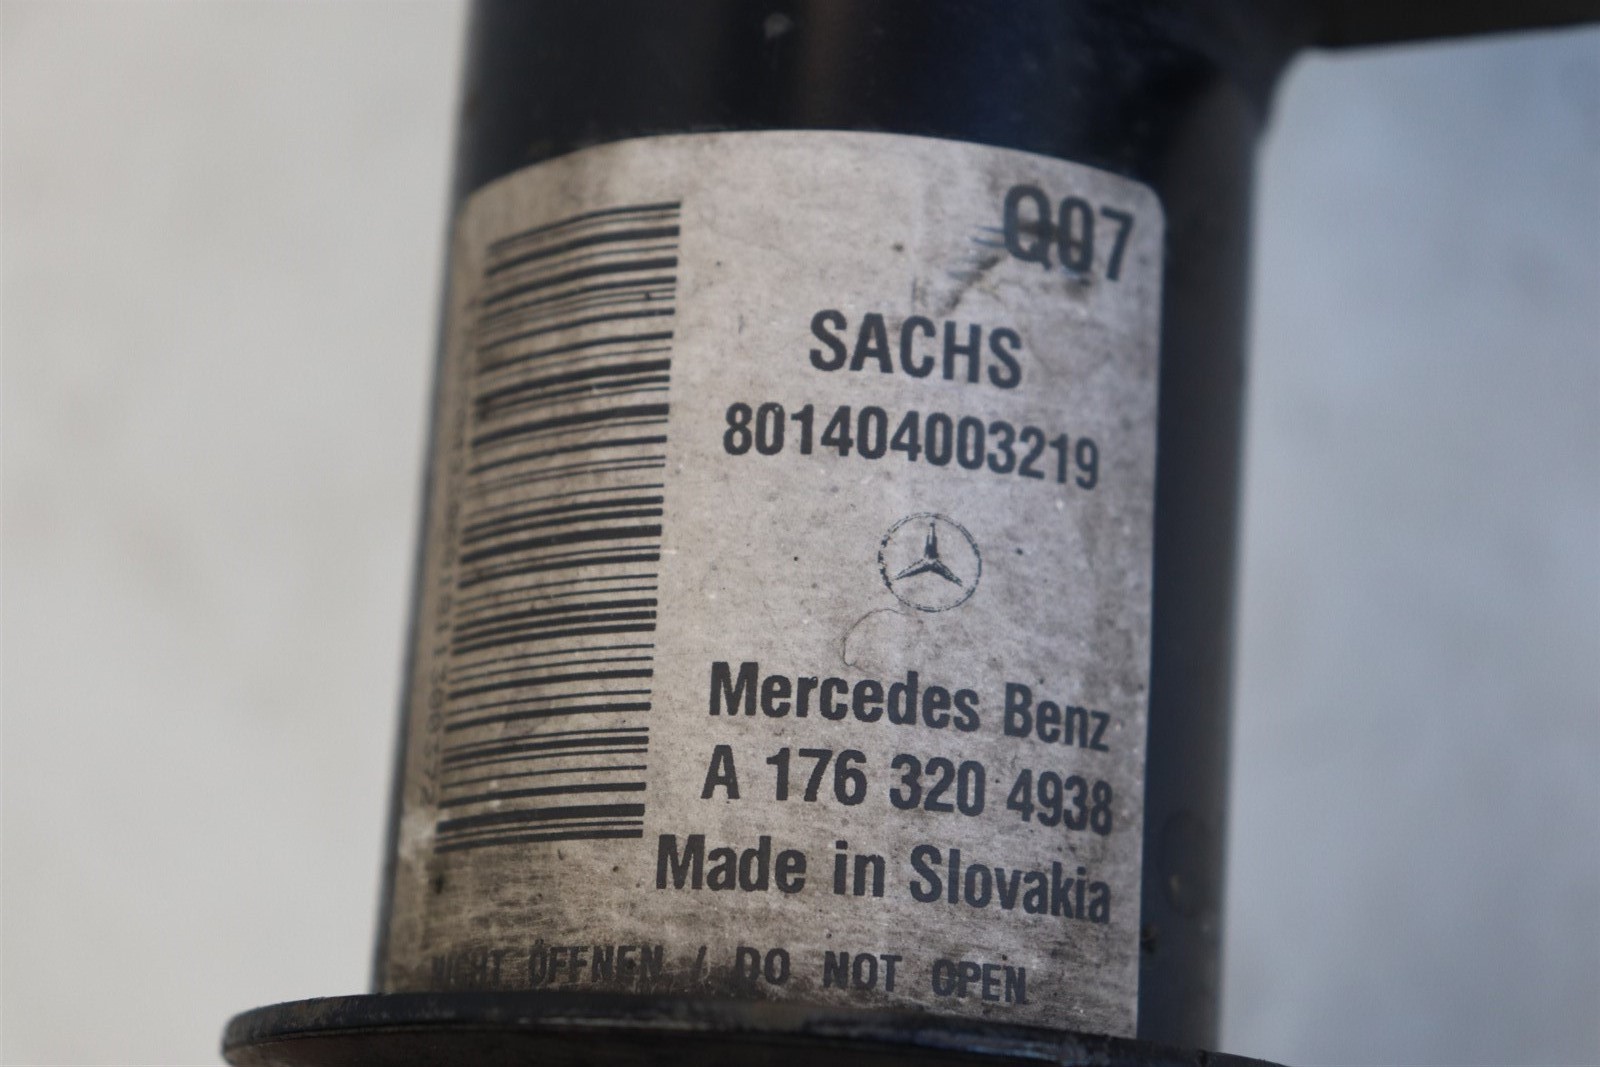 Q07
SACHS
801404003219
Mercedes Benz
A 176 320 4938
Made in Slovakia
NICHT ÖFFNEN / DO NOT OPEN